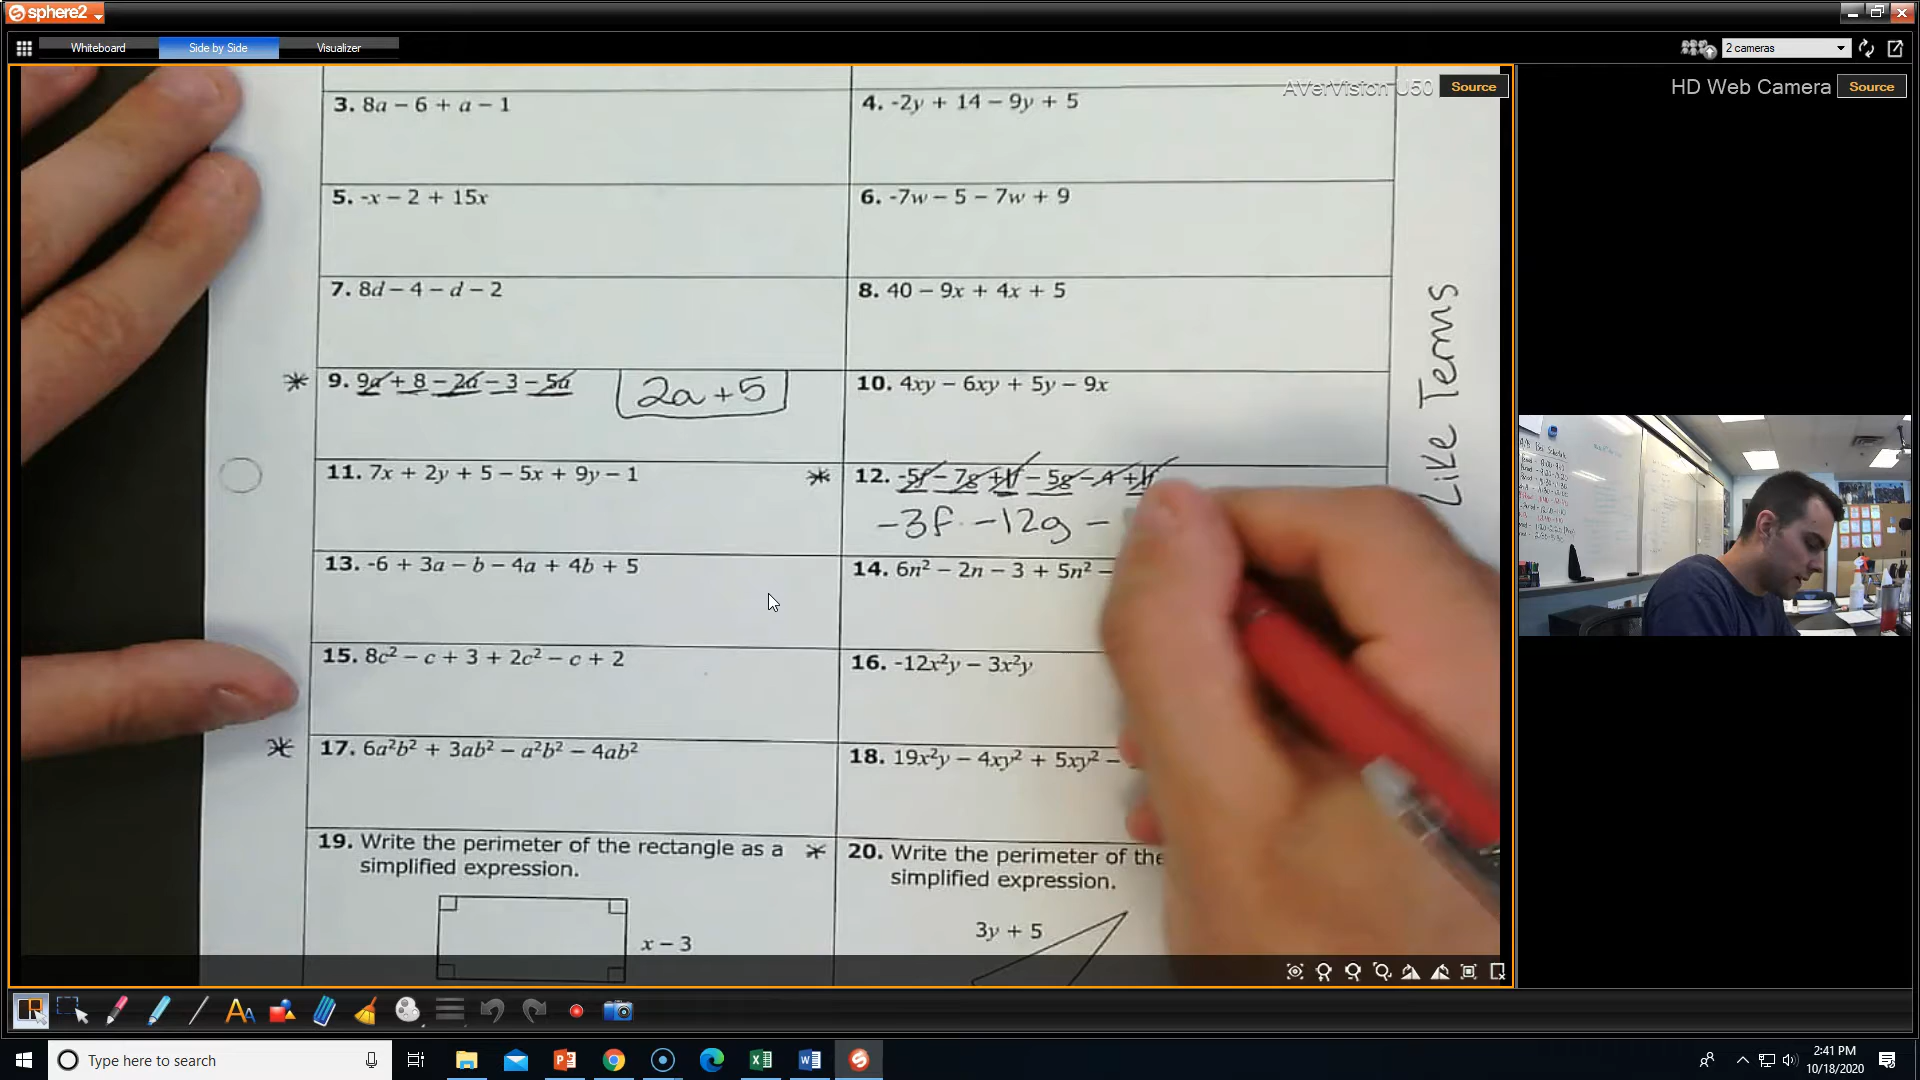 sphere2
Whiteboard Side by Side Visualizer
2 cameras
AVerVision U50 Source
HD Web Camera Source
3. 8a – 6 + a – 1
4. -2y + 14 – 9y + 5
5. -x – 2 + 15x
6. -7w – 5 – 7w + 9
7. 8d – 4 – d – 2
8. 40 – 9x + 4x + 5
Like Terms
* 9. 9a + 8 – 2a – 3 – 5a
2a + 5
10. 4xy – 6xy + 5y – 9x
11. 7x + 2y + 5 – 5x + 9y – 1
* 12. -5f – 7g + – 5g – 4 +
-3f -12g -
13. -6 + 3a – b – 4a + 4b + 5
14. 6n² – 2n – 3 + 5n² –
15. 8c² – c + 3 + 2c² – c + 2
16. -12x²y – 3x²y
* 17. 6a²b² + 3ab² – a²b² – 4ab²
18. 19x²y – 4xy² + 5xy² –
19. Write the perimeter of the rectangle as a
simplified expression.
x – 3
* 20. Write the perimeter of the
simplified expression.
3y + 5
Type here to search
2:41 PM
10/18/2020